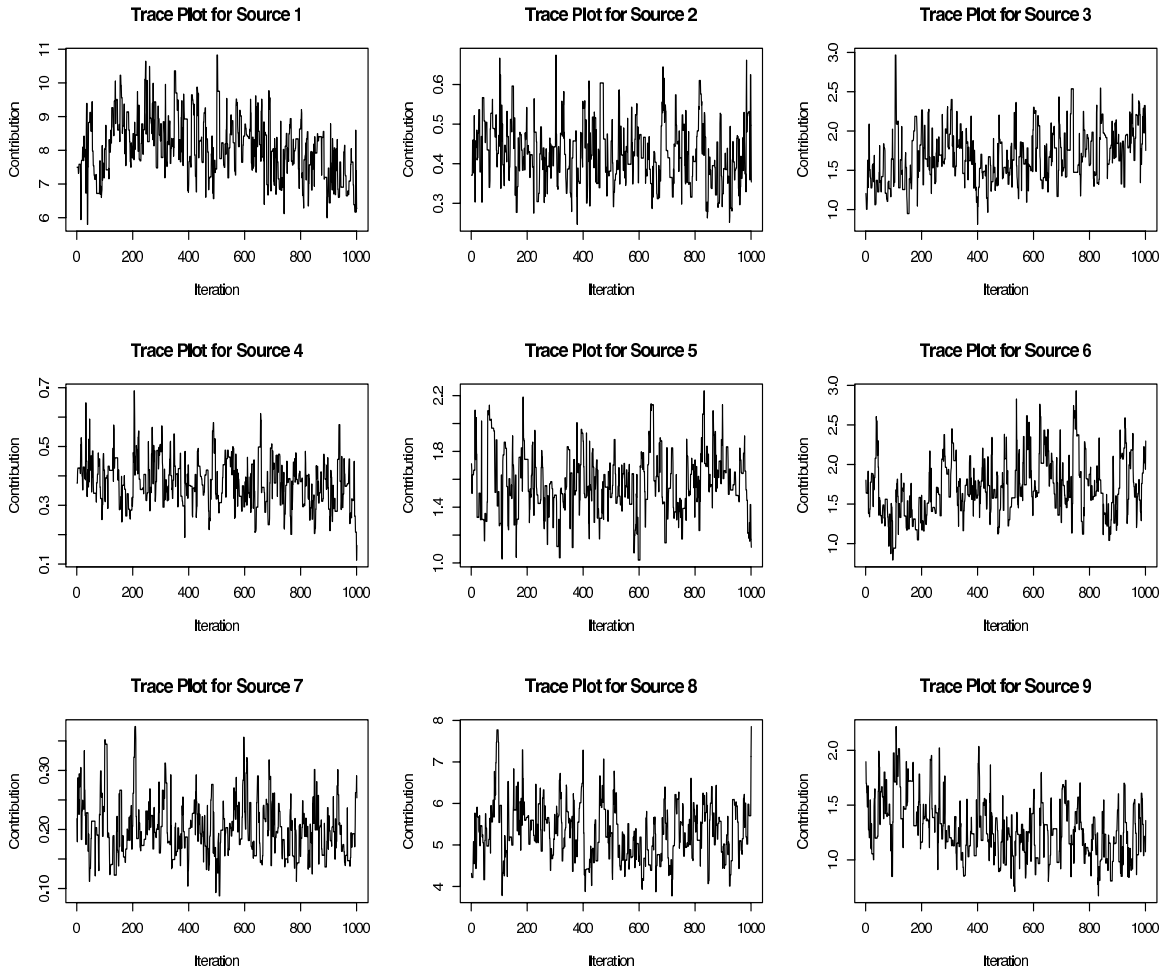 Trace Plot for Source 1
Contribution
6 7 8 9 10 11
0 200 400 600 800 1000
Iteration
Trace Plot for Source 2
Contribution
0.3 0.4 0.5 0.6
0 200 400 600 800 1000
Iteration
Trace Plot for Source 3
Contribution
1.0 1.5 2.0 2.5 3.0
0 200 400 600 800 1000
Iteration
Trace Plot for Source 4
Contribution
0.1 0.3 0.5 0.7
0 200 400 600 800 1000
Iteration
Trace Plot for Source 5
Contribution
1.0 1.4 1.8 2.2
0 200 400 600 800 1000
Iteration
Trace Plot for Source 6
Contribution
1.0 1.5 2.0 2.5 3.0
0 200 400 600 800 1000
Iteration
Trace Plot for Source 7
Contribution
0.10 0.20 0.30
0 200 400 600 800 1000
Iteration
Trace Plot for Source 8
Contribution
4 5 6 7 8
0 200 400 600 800 1000
Iteration
Trace Plot for Source 9
Contribution
1.0 1.5 2.0
0 200 400 600 800 1000
Iteration